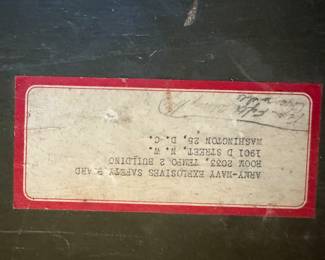 ARMY-NAVY EXPLOSIVES SAFETY BOARD
ROOM 2033, TEMPO 2 BUILDING
1901 D STREET, N. W.
WASHINGTON 25, D. C.